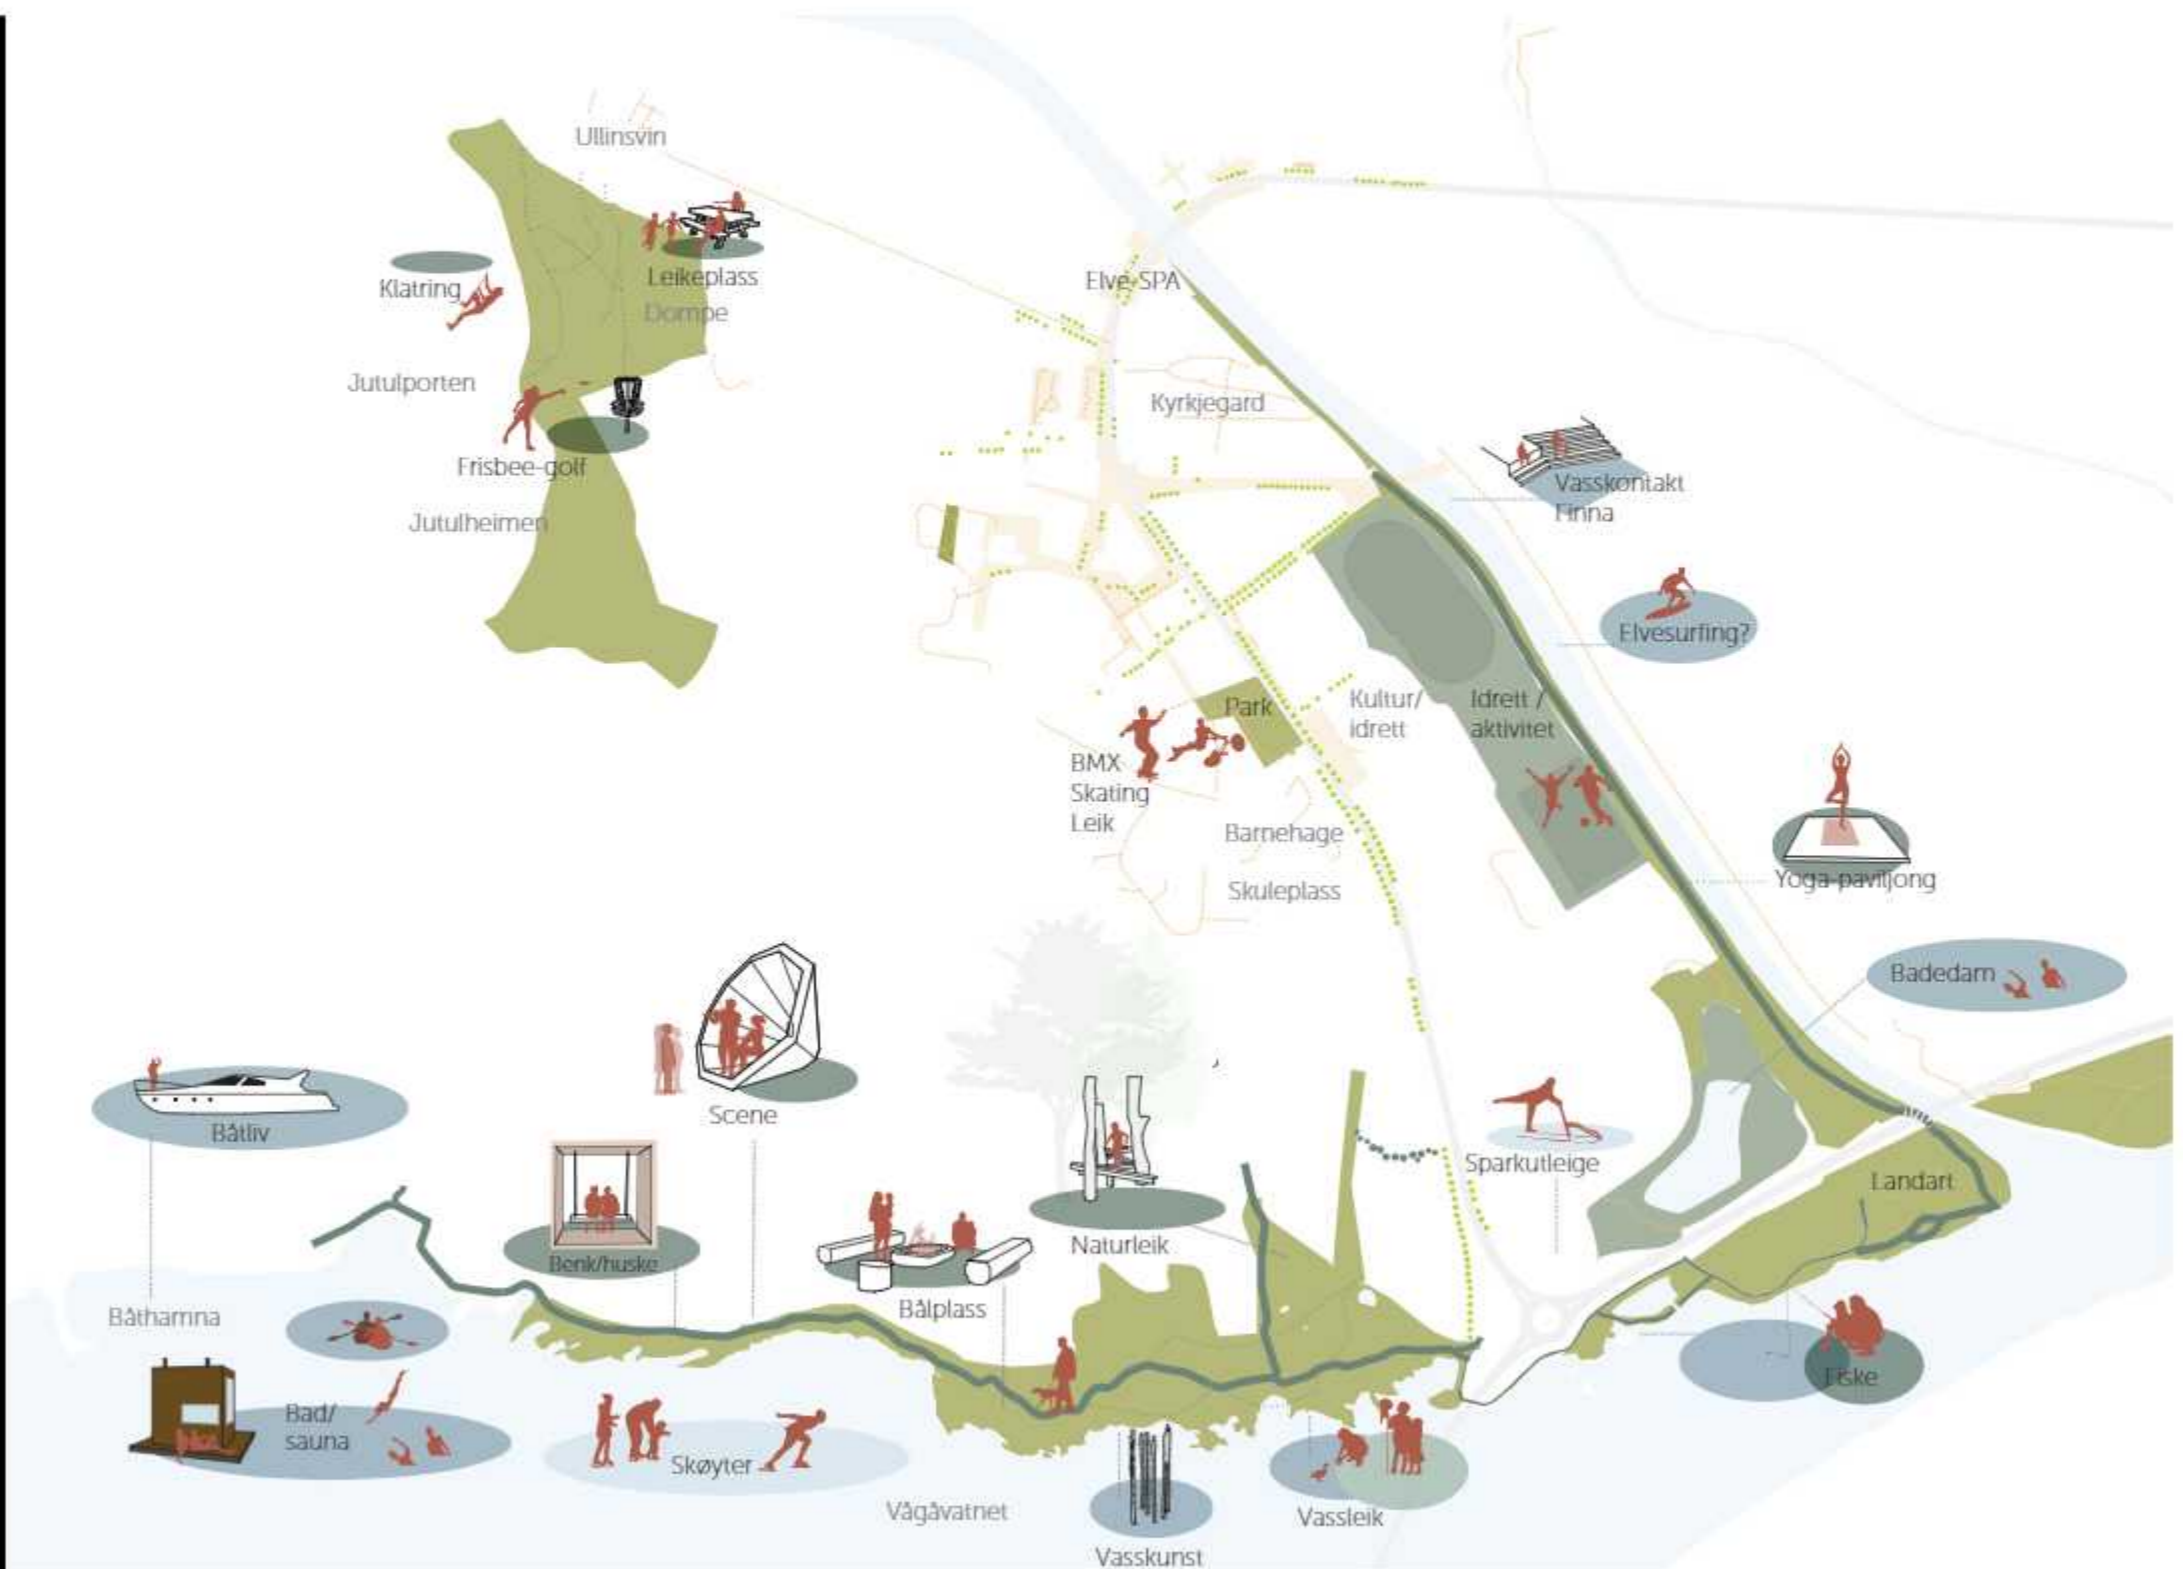 Ullinsvin
Klatring
Leikeplass
Dompe
Jutulporten
Frisbee-golf
Jutulheimen
Elve-SPA
Kyrkjegard
Vasskontakt
Finna
Elvesurfing?
Park
Kultur/
idrett
Idrett /
aktivitet
BMX
Skating
Leik
Barnehage
Skuleplass
Yoga-paviljong
Badedam
Scene
Båtliv
Benk/huske
Naturleik
Sparkutleige
Landart
Båthamna
Bålplass
Fiske
Bad/
sauna
Skøyter
Vågåvatnet
Vassleik
Vasskunst